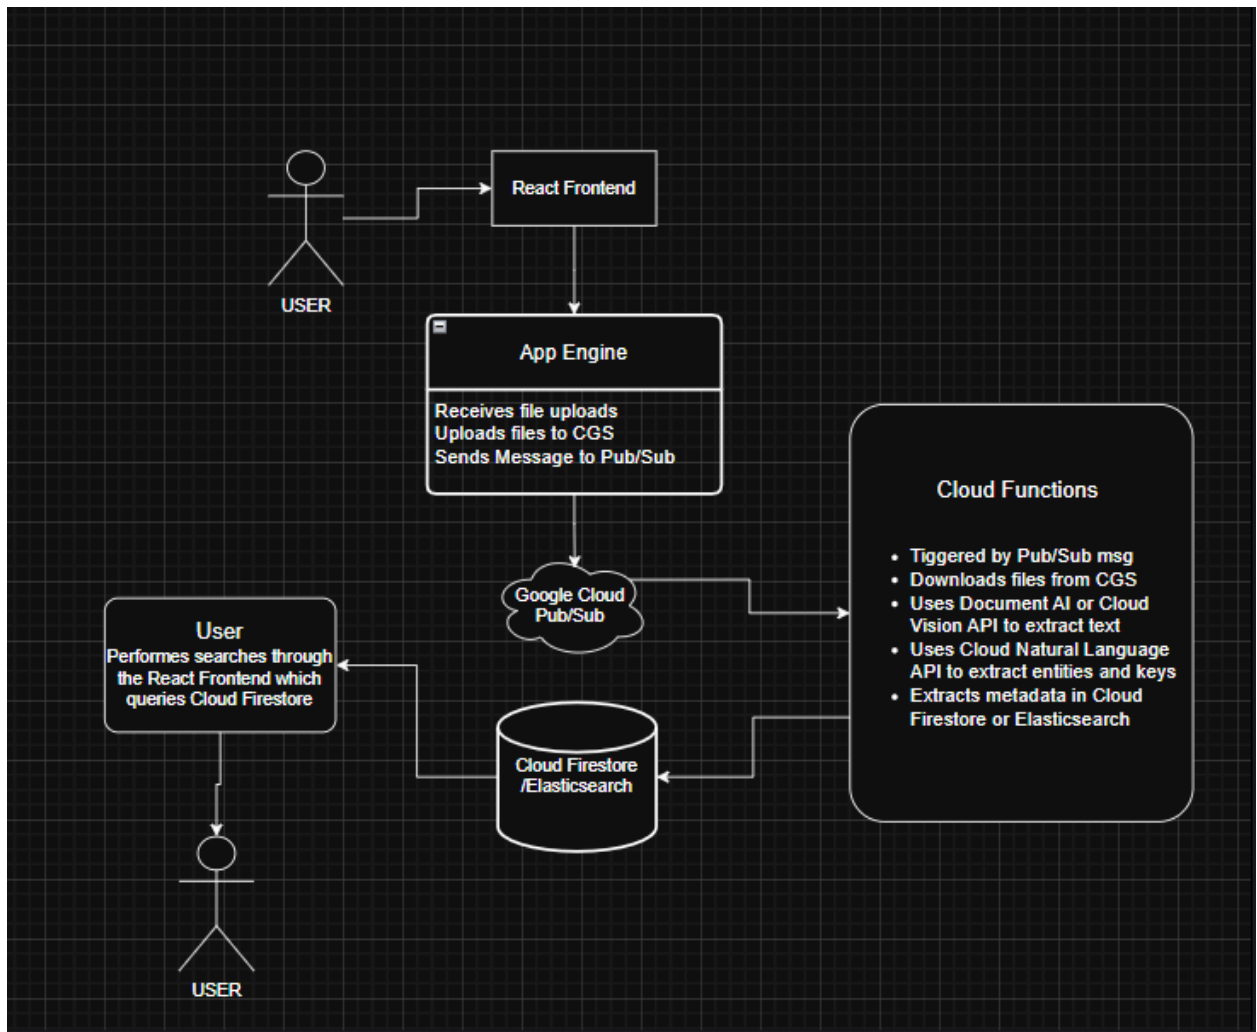 React Frontend
USER
App Engine
Receives file uploads
Uploads files to CGS
Sends Message to Pub/Sub
Google Cloud
Pub/Sub
Cloud Functions
Tiggered by Pub/Sub msg
Downloads files from CGS
Uses Document AI or Cloud
Vision API to extract text
Uses Cloud Natural Language
API to extract entities and keys
Extracts metadata in Cloud
Firestore or Elasticsearch
Cloud Firestore
/Elasticsearch
User
Performes searches through
the React Frontend which
queries Cloud Firestore
USER